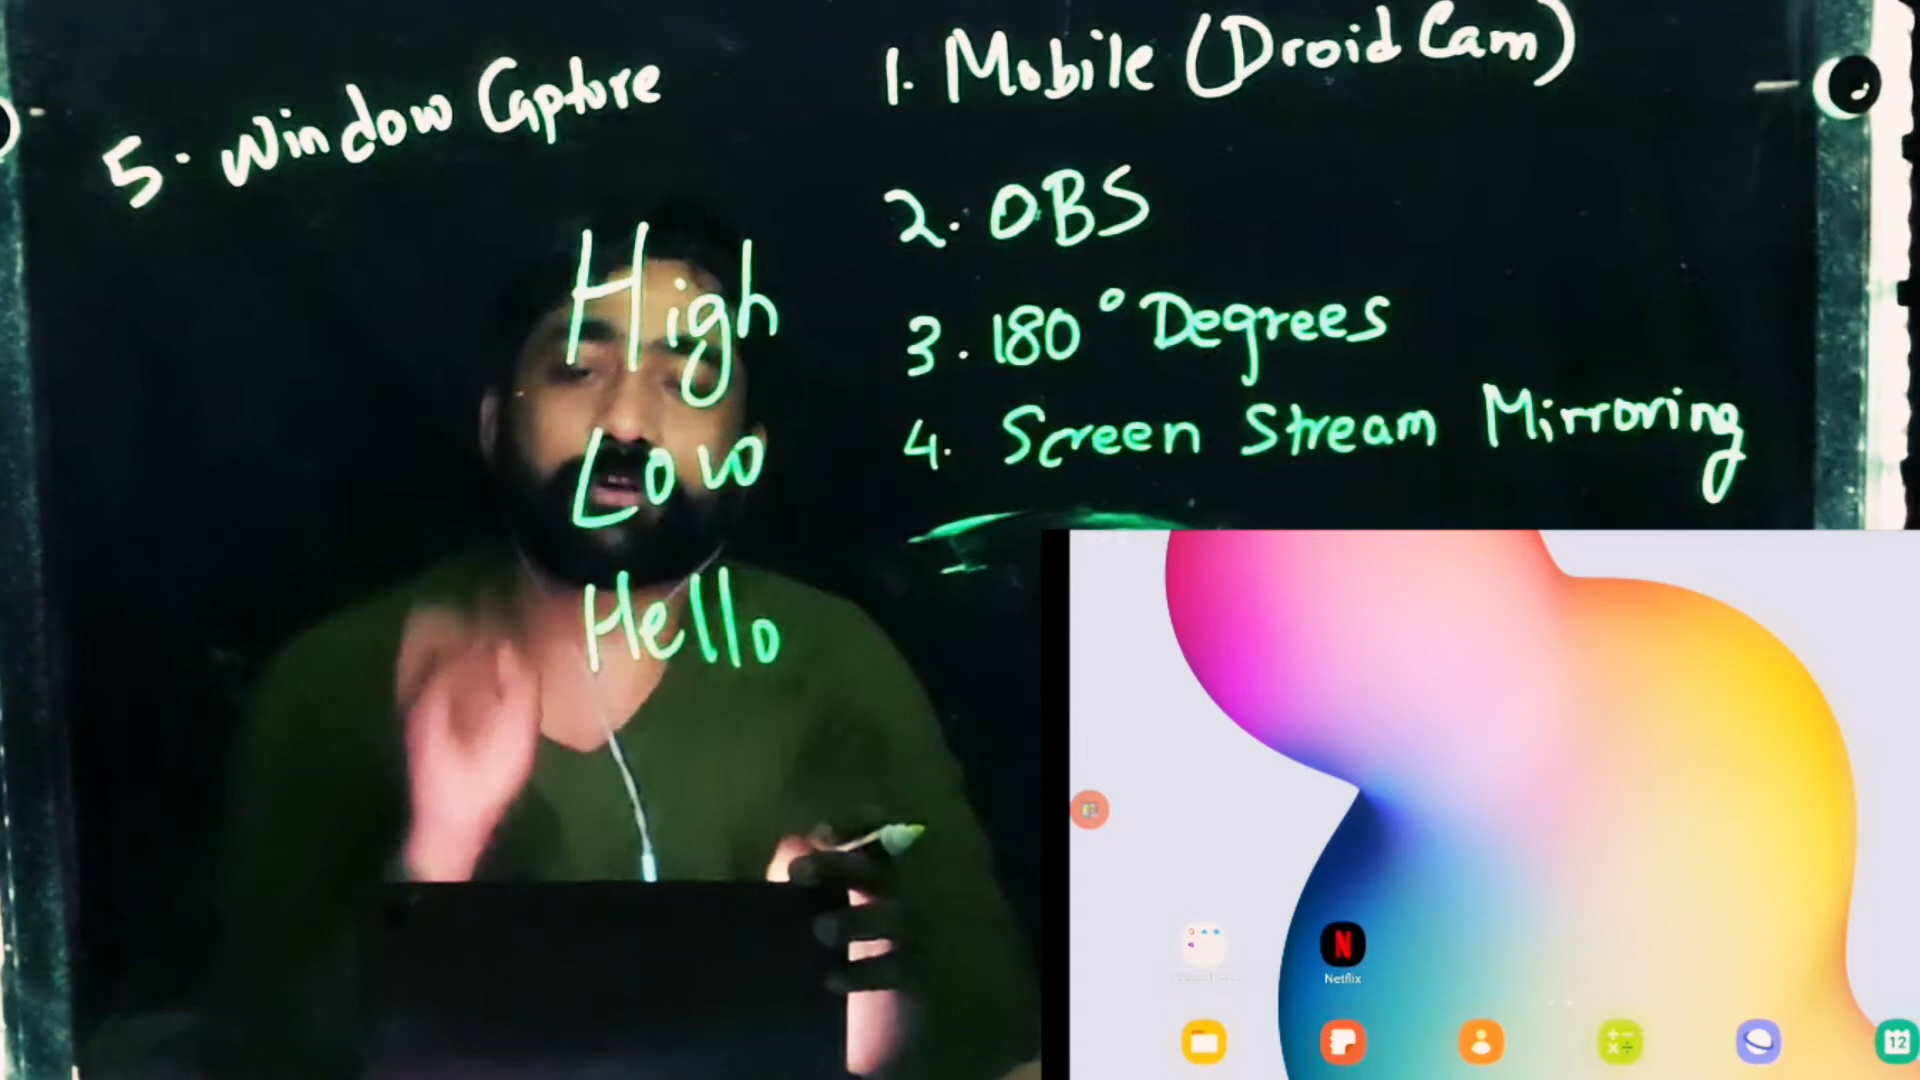 5. Window Capture
1. Mobile (Droid Cam)
2. OBS
3. 180° Degrees
4. Screen Stream Mirroring
High
Low
Hello
N
Netflix
12